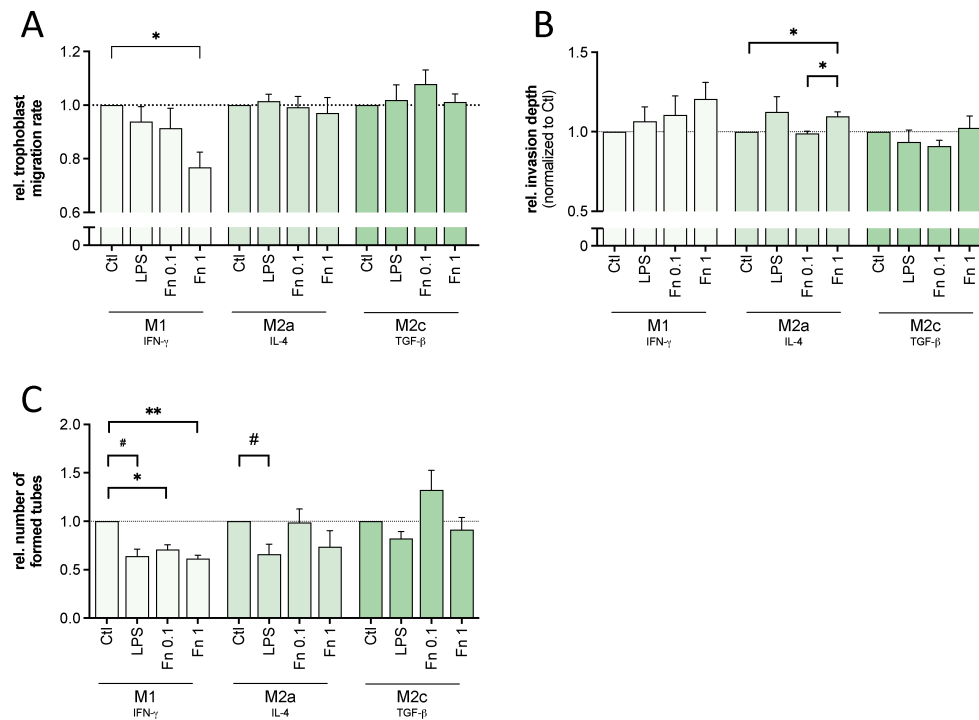 A
rel. trophoblast
migration rate
1.2
1.0
0.8
0.6
0
*
Ctl
LPS
Fn 0.1
Fn 1
Ctl
LPS
Fn 0.1
Fn 1
Ctl
LPS
Fn 0.1
Fn 1
M1
M2a
M2c
IFN-γ
IL-4
TGF-β
B
rel. invasion depth
(normalized to Ctl)
1.5
1.0
0.5
0
*
*
Ctl
LPS
Fn 0.1
Fn 1
Ctl
LPS
Fn 0.1
Fn 1
Ctl
LPS
Fn 0.1
Fn 1
M1
M2a
M2c
IFN-γ
IL-4
TGF-β
C
rel. number of
formed tubes
2.0
1.5
1.0
0.5
0.0
**
#
*
#
Ctl
LPS
Fn 0.1
Fn 1
Ctl
LPS
Fn 0.1
Fn 1
Ctl
LPS
Fn 0.1
Fn 1
M1
M2a
M2c
IFN-γ
IL-4
TGF-β